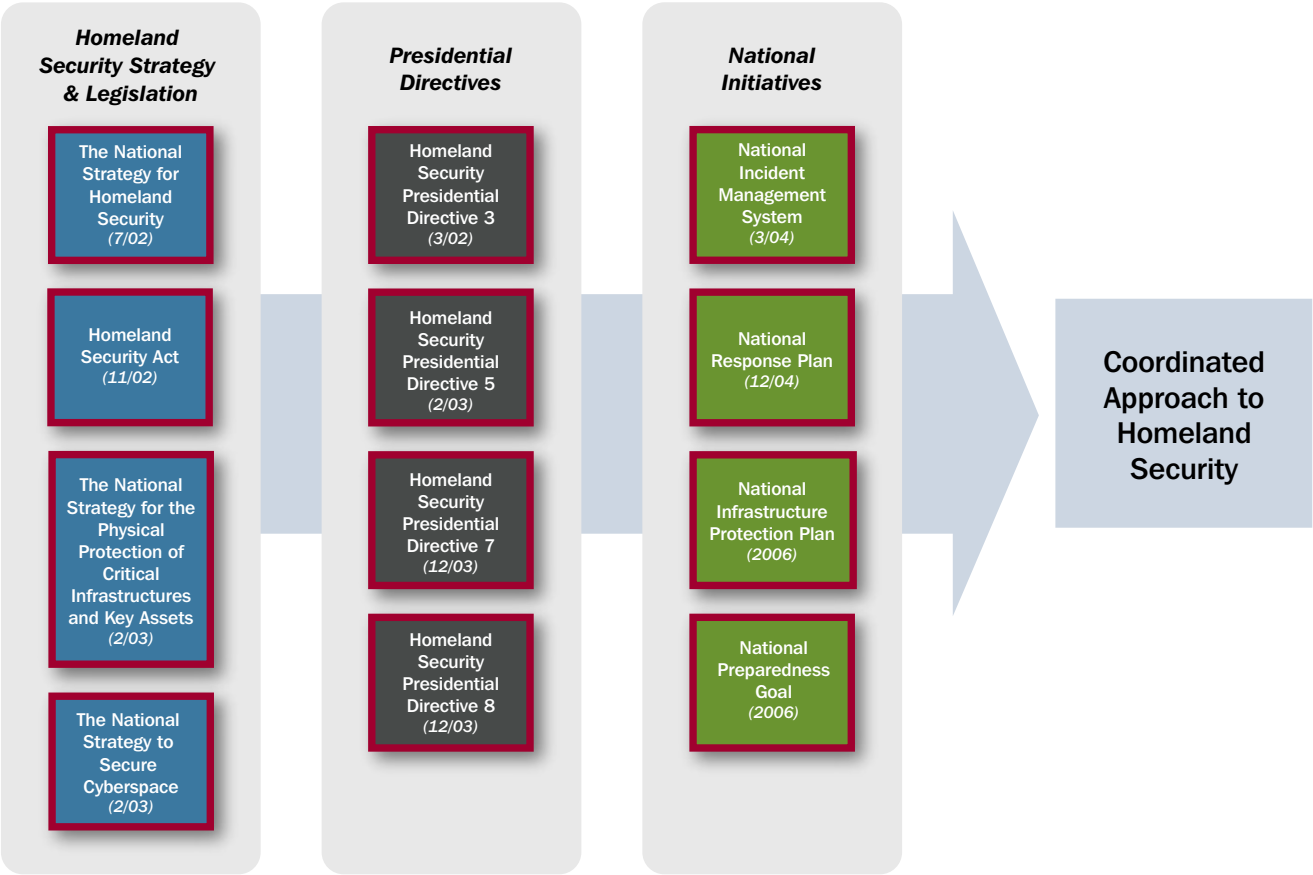 Homeland
Security Strategy
& Legislation
The National
Strategy for
Homeland
Security
(7/02)
Homeland
Security Act
(11/02)
The National
Strategy for the
Physical
Protection of
Critical
Infrastructures
and Key Assets
(2/03)
The National
Strategy to
Secure
Cyberspace
(2/03)
Presidential
Directives
Homeland
Security
Presidential
Directive 3
(3/02)
Homeland
Security
Presidential
Directive 5
(2/03)
Homeland
Security
Presidential
Directive 7
(12/03)
Homeland
Security
Presidential
Directive 8
(12/03)
National
Initiatives
National
Incident
Management
System
(3/04)
National
Response Plan
(12/04)
National
Infrastructure
Protection Plan
(2006)
National
Preparedness
Goal
(2006)
Coordinated
Approach to
Homeland
Security